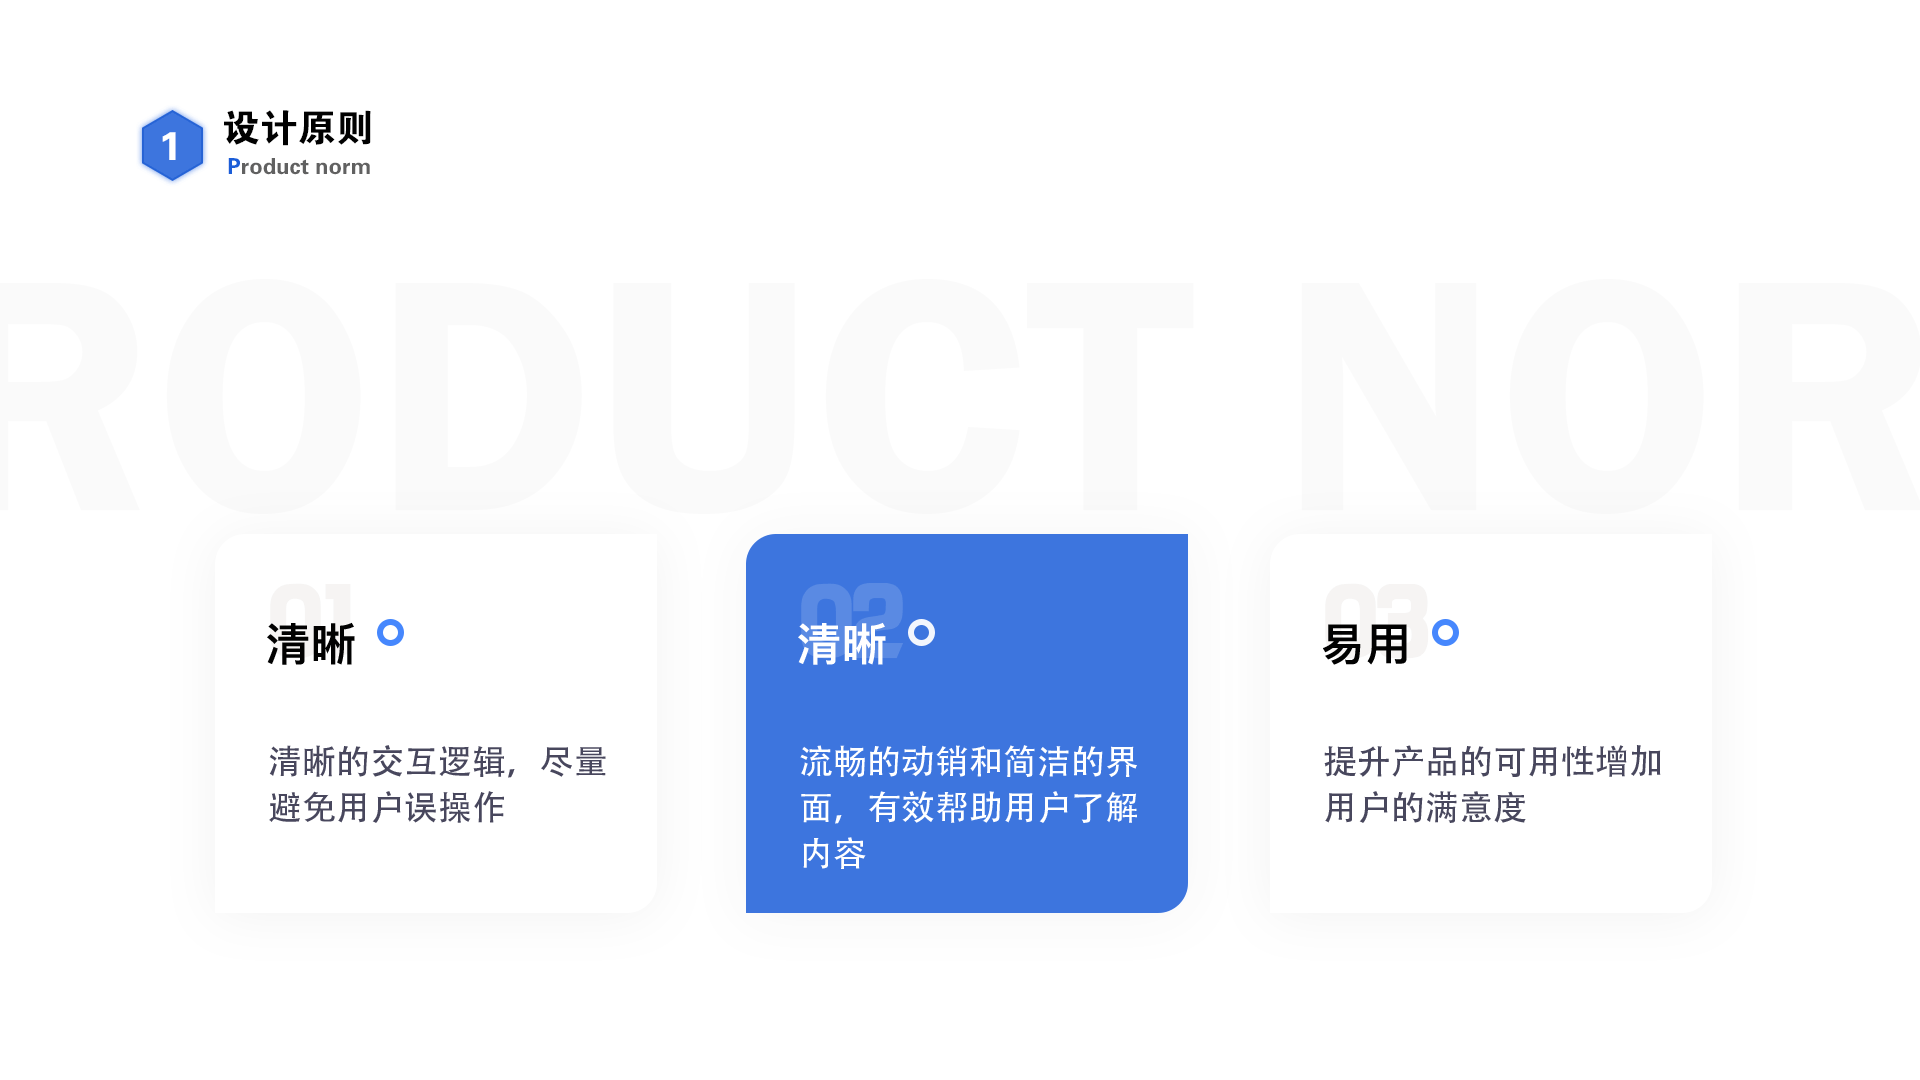 1
设计原则
Product norm
RODUCT NOR
01
清晰
清晰的交互逻辑，尽量
避免用户误操作
02
清晰
流畅的动销和简洁的界
面，有效帮助用户了解
内容
03
易用
提升产品的可用性增加
用户的满意度